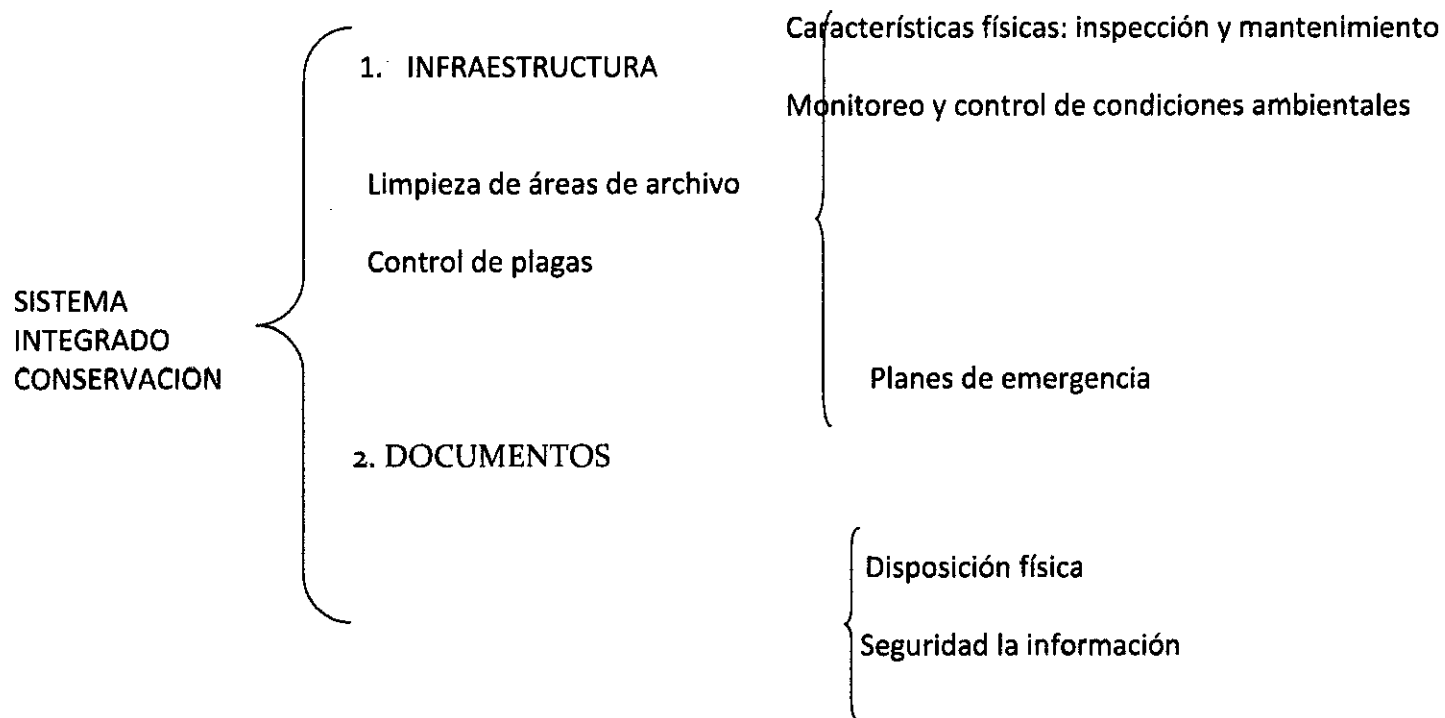 Características físicas: inspección y mantenimiento
1. INFRAESTRUCTURA
Monitoreo y control de condiciones ambientales
Limpieza de áreas de archivo
Control de plagas
SISTEMA
INTEGRADO
CONSERVACION
Planes de emergencia
2. DOCUMENTOS
Disposición física
Seguridad la información